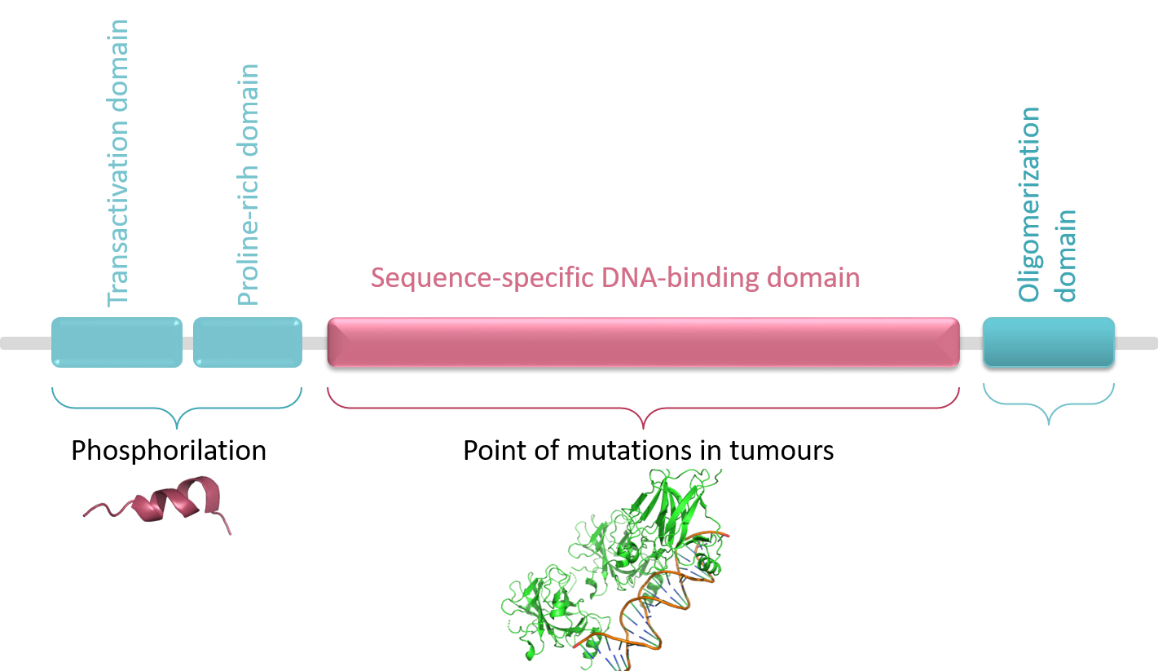 Transactivation domain
Proline-rich domain
Oligomerization
domain
Sequence-specific DNA-binding domain
Phosphorilation
Point of mutations in tumours